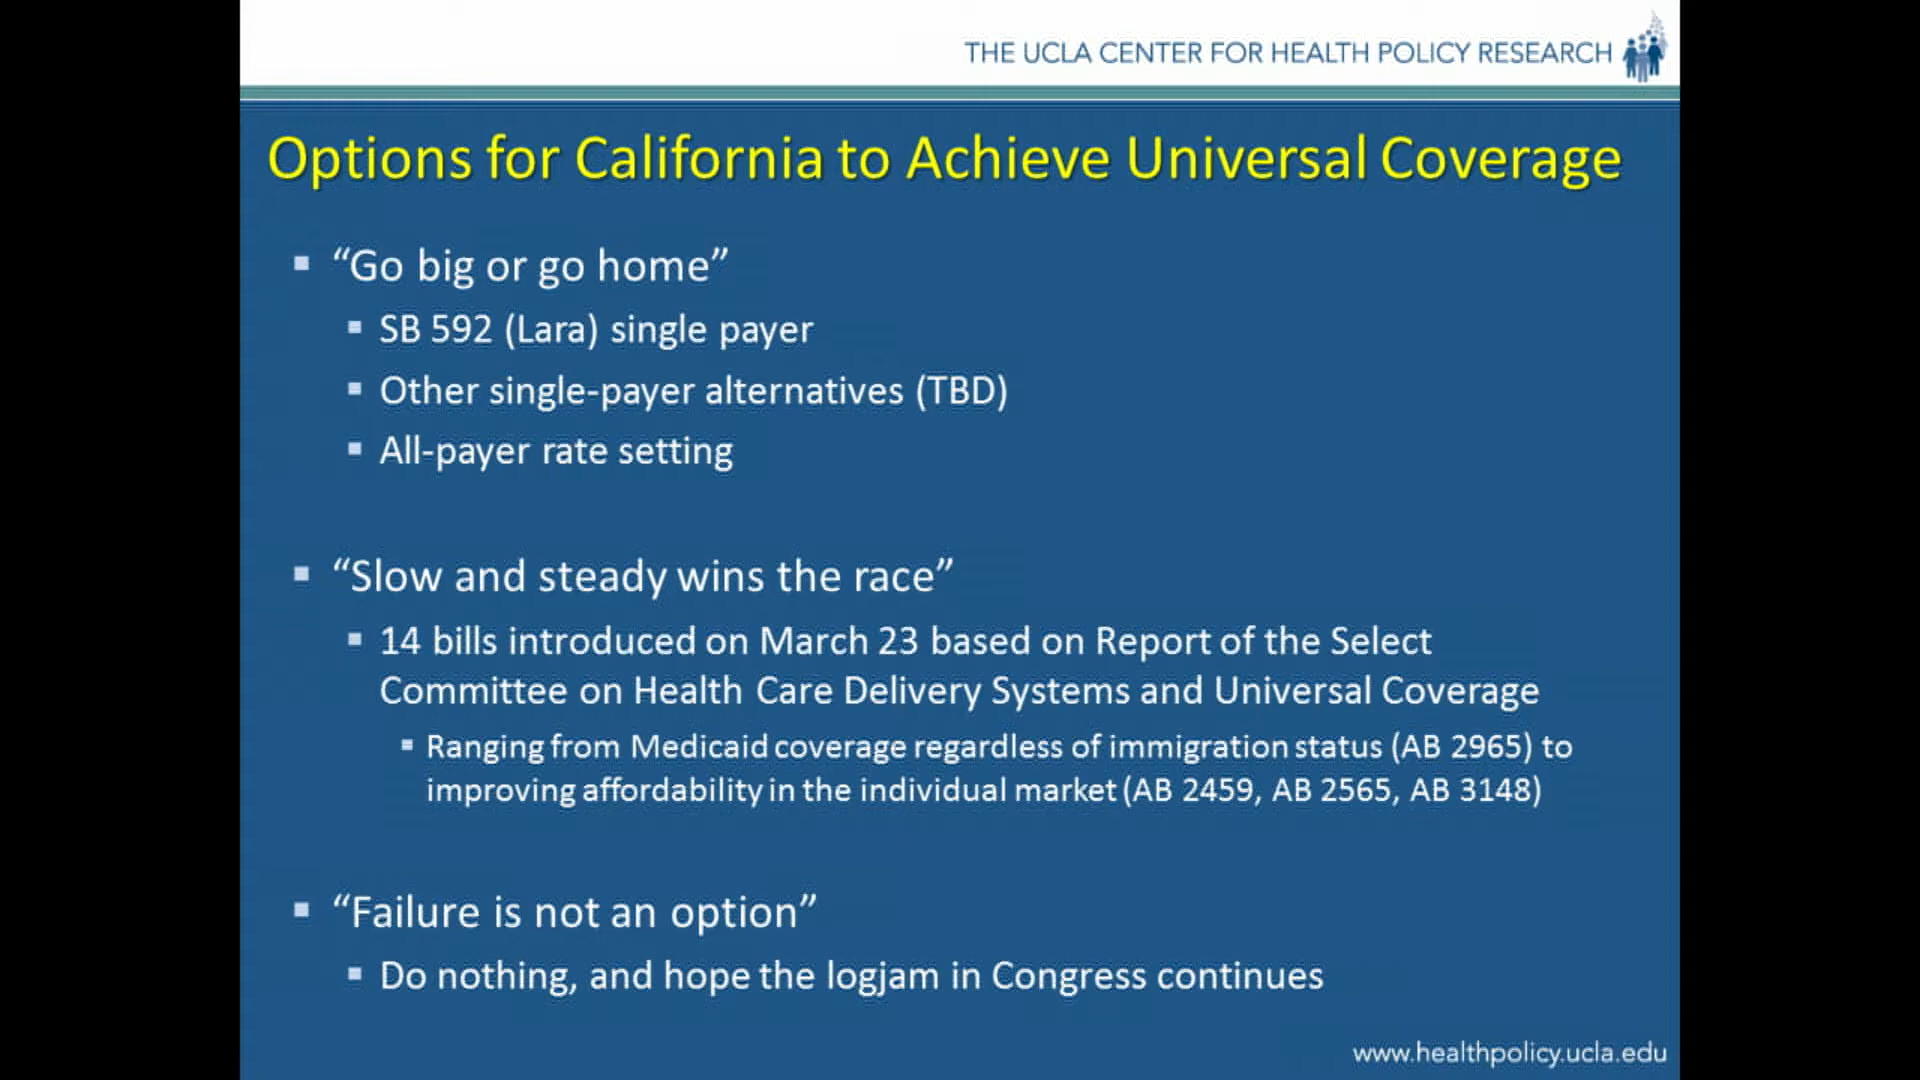 THE UCLA CENTER FOR HEALTH POLICY RESEARCH
Options for California to Achieve Universal Coverage
▪ “Go big or go home”
▪ SB 592 (Lara) single payer
▪ Other single-payer alternatives (TBD)
▪ All-payer rate setting
▪ “Slow and steady wins the race”
▪ 14 bills introduced on March 23 based on Report of the Select
Committee on Health Care Delivery Systems and Universal Coverage
▪ Ranging from Medicaid coverage regardless of immigration status (AB 2965) to
improving affordability in the individual market (AB 2459, AB 2565, AB 3148)
▪ “Failure is not an option”
▪ Do nothing, and hope the logjam in Congress continues
www.healthpolicy.ucla.edu